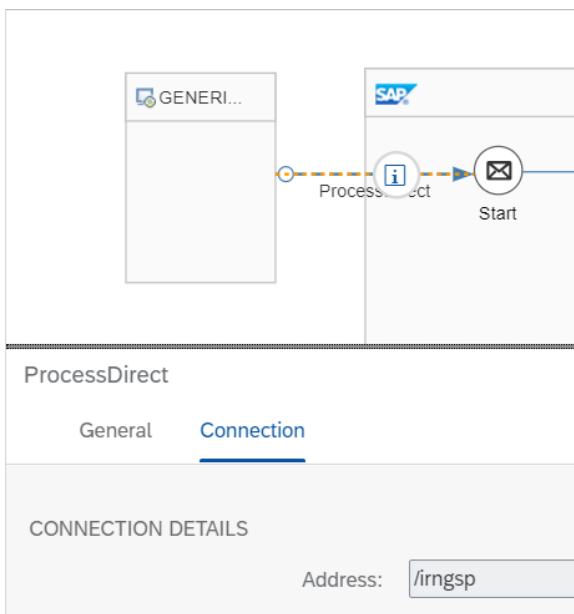 GENERI...
SAP
ProcessDirect
Start
ProcessDirect
General Connection
CONNECTION DETAILS
Address: /irngsp